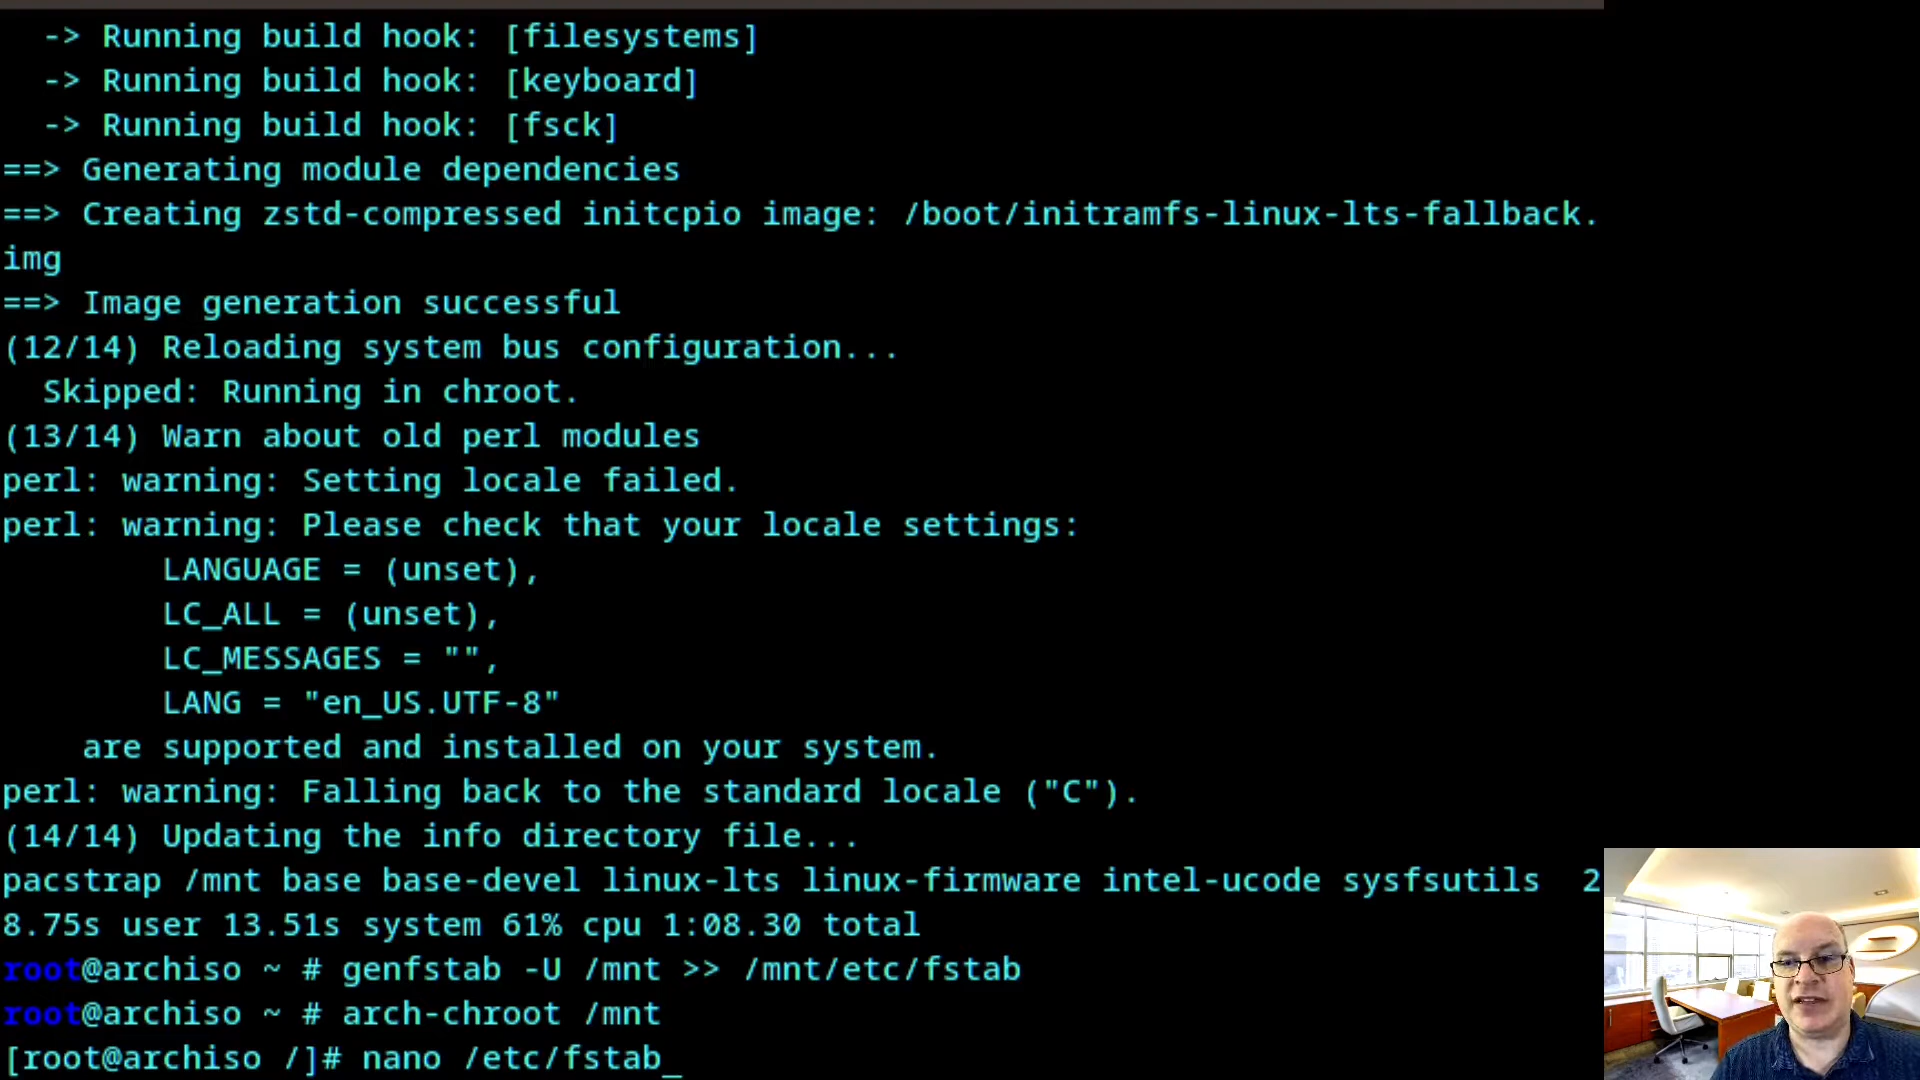 -> Running build hook: [filesystems]
-> Running build hook: [keyboard]
-> Running build hook: [fsck]
==> Generating module dependencies
==> Creating zstd-compressed initcpio image: /boot/initramfs-linux-lts-fallback.
img
==> Image generation successful
(12/14) Reloading system bus configuration...
Skipped: Running in chroot.
(13/14) Warn about old perl modules
perl: warning: Setting locale failed.
perl: warning: Please check that your locale settings:
LANGUAGE = (unset),
LC_ALL = (unset),
LC_MESSAGES = "",
LANG = "en_US.UTF-8"
are supported and installed on your system.
perl: warning: Falling back to the standard locale ("C").
(14/14) Updating the info directory file...
pacstrap /mnt base base-devel linux-lts linux-firmware intel-ucode sysfsutils  2
8.75s user 13.51s system 61% cpu 1:08.30 total
root@archiso ~ # genfstab -U /mnt >> /mnt/etc/fstab
root@archiso ~ # arch-chroot /mnt
[root@archiso /]# nano /etc/fstab_